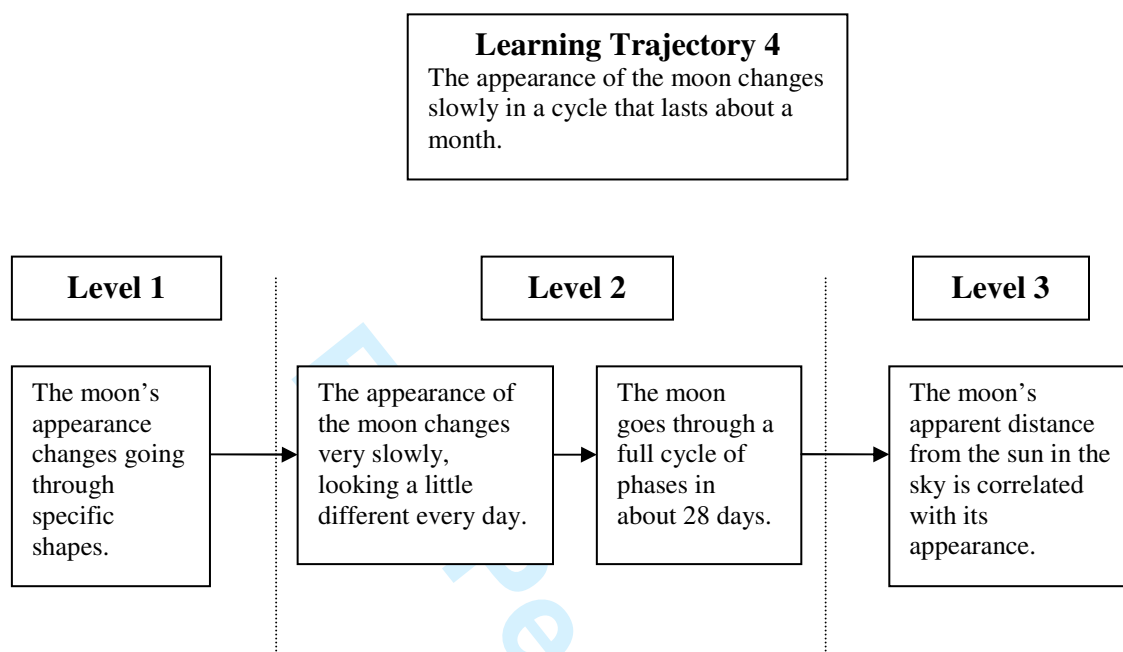 Learning Trajectory 4
The appearance of the moon changes
slowly in a cycle that lasts about a
month.
Level 1
Level 2
Level 3
The moon's
appearance
changes going
through
specific
shapes.
The appearance of
the moon changes
very slowly,
looking a little
different every day.
The moon
goes through a
full cycle of
phases in
about 28 days.
The moon's
apparent distance
from the sun in the
sky is correlated
with its
appearance.